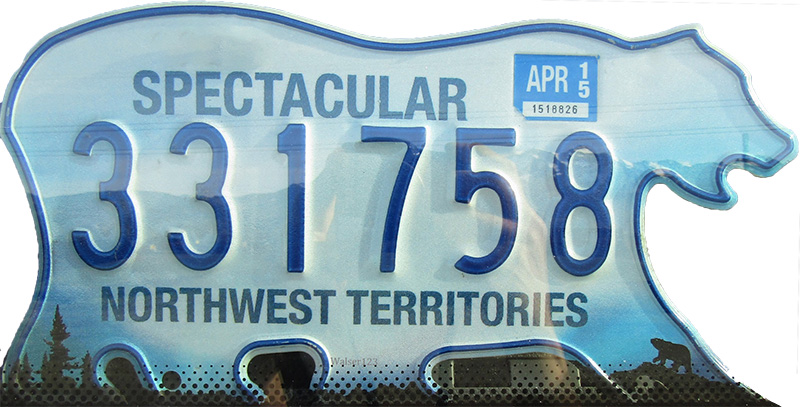 SPECTACULAR
APR 15
1518826
331758
NORTHWEST TERRITORIES
Walser123